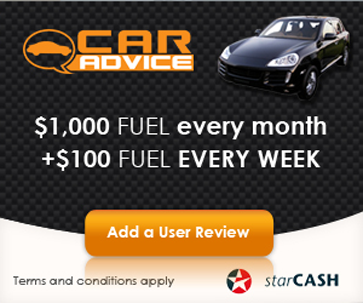 CAR
ADVICE
$1,000 FUEL every month
+$100 FUEL EVERY WEEK
Add a User Review
Terms and conditions apply
starCASH